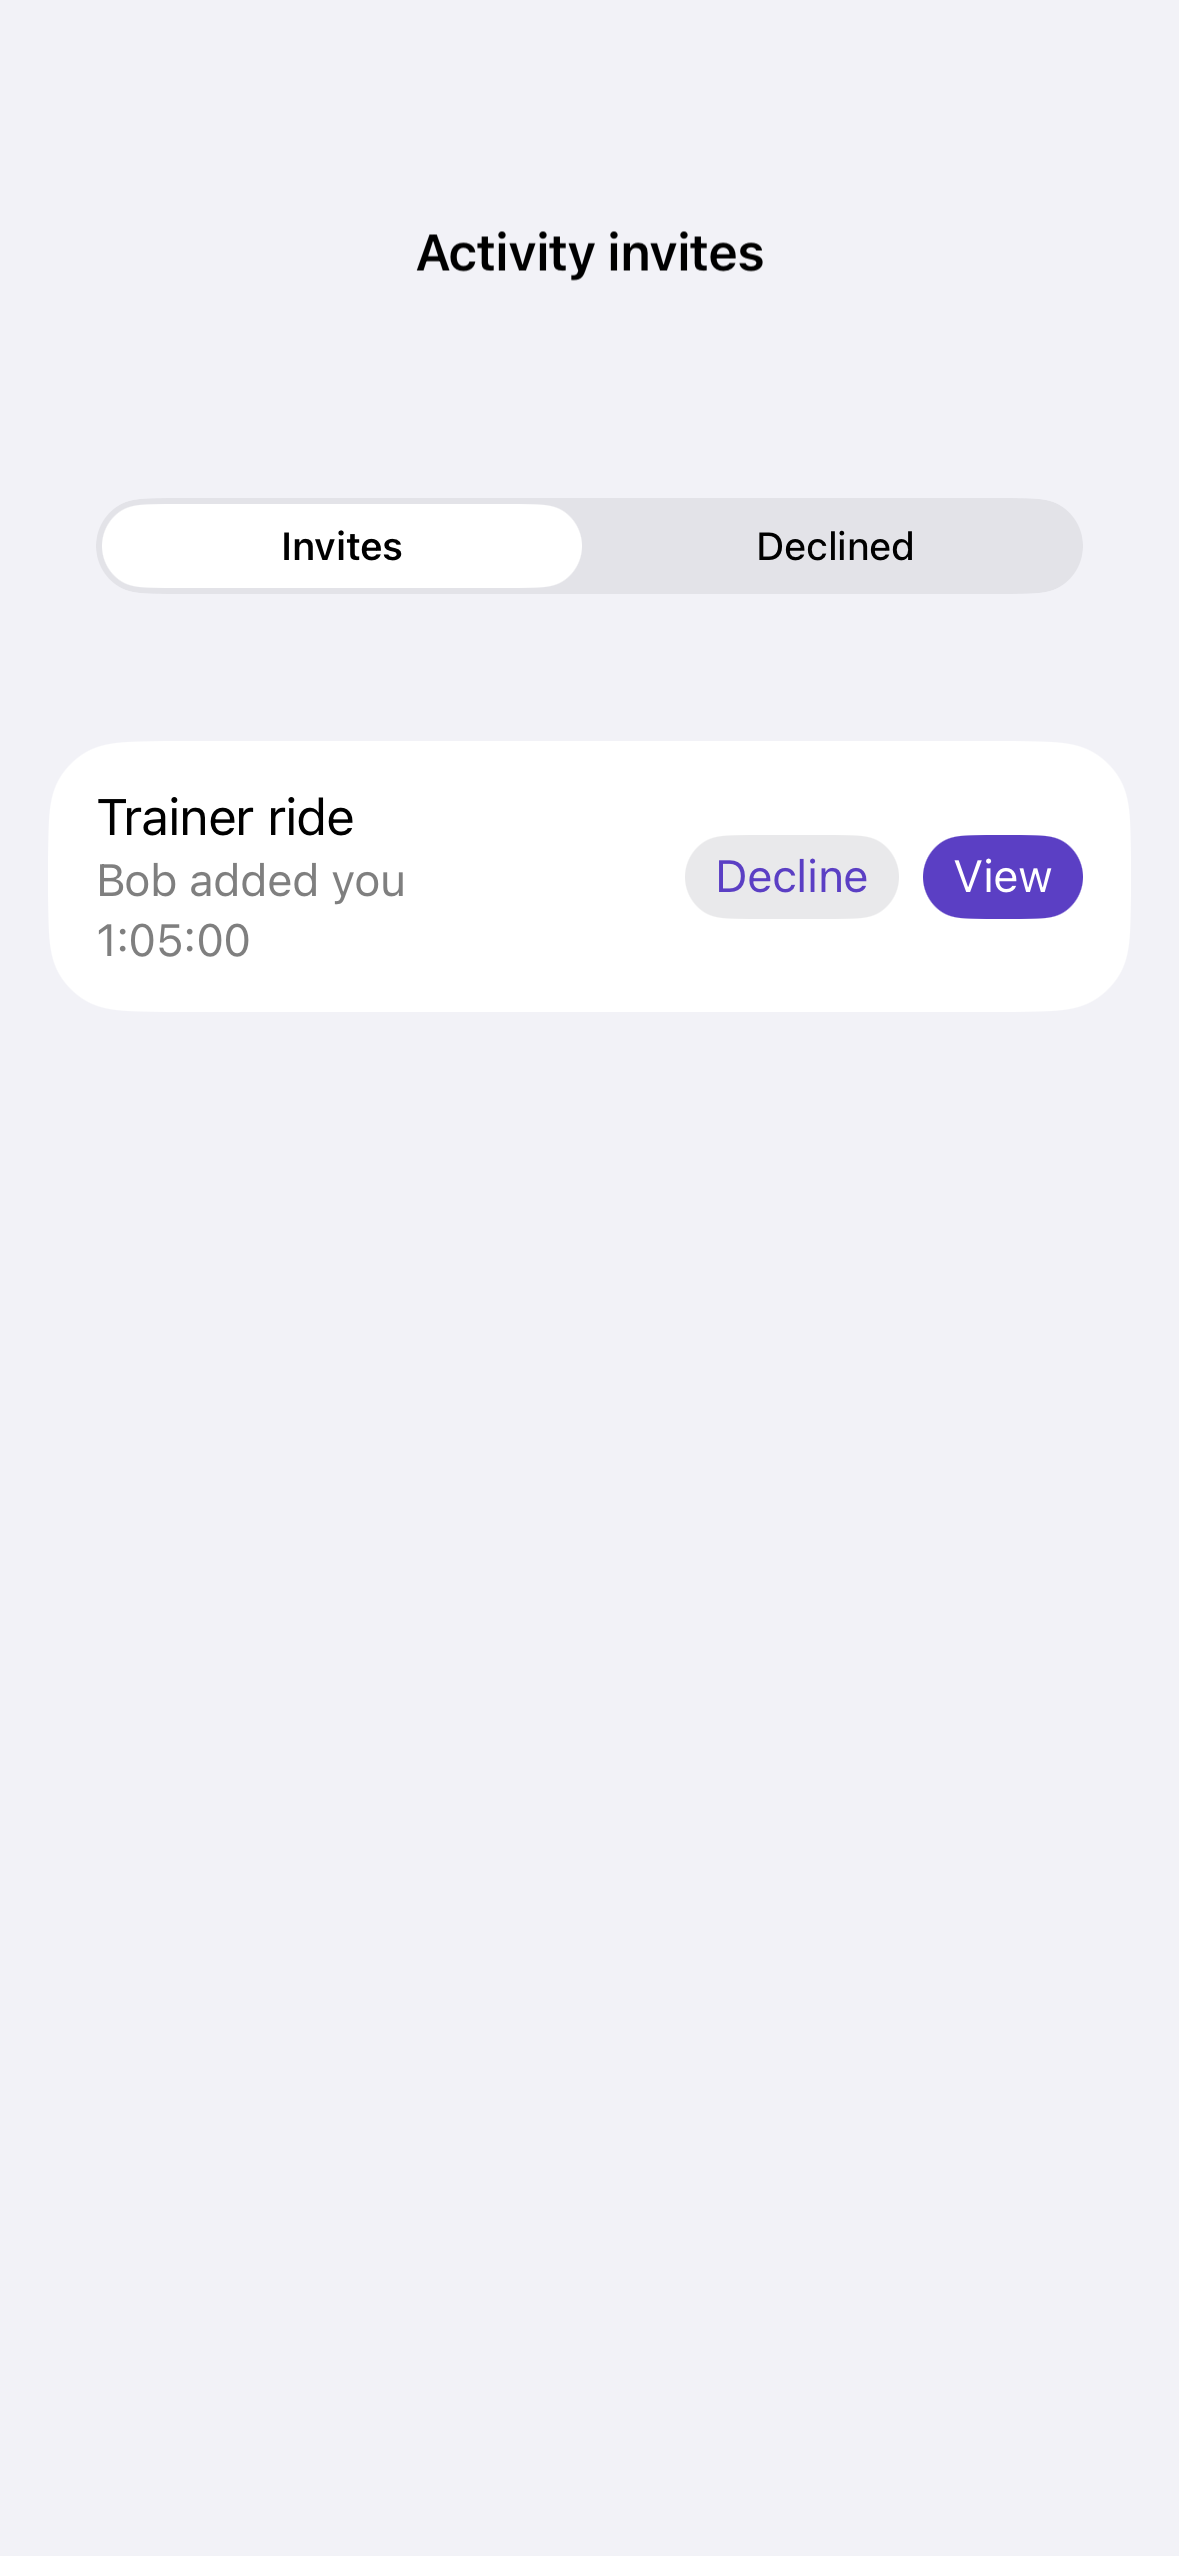 Activity invites
Invites
Declined
Trainer ride
Bob added you
1:05:00
Decline
View